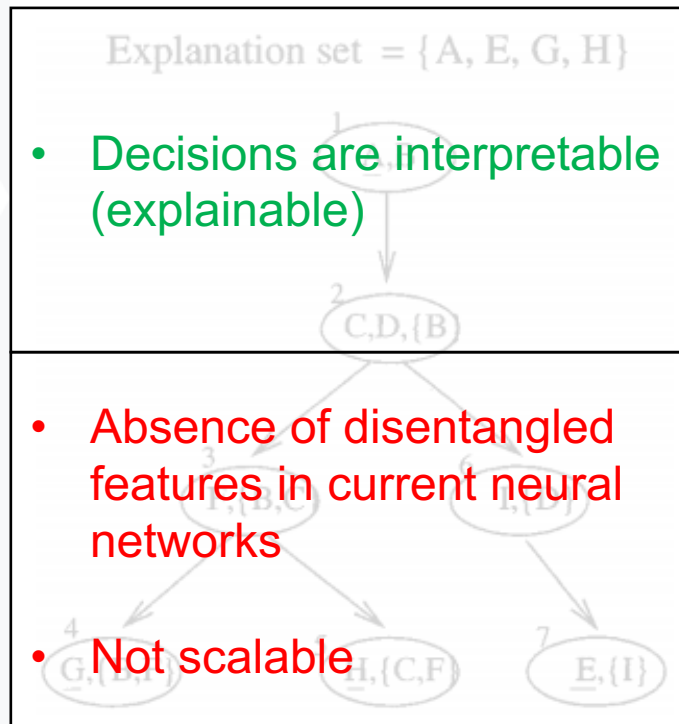 Explanation set = {A, E, G, H}
1
• Decisions are interpretable
(explainable)
2
C,D,{B}
• Absence of disentangled
3
6
features in current neural
F,{B,C} I,{D}
networks
4
7
• Not scalable
G,{B,F} H,{C,F} E,{I}